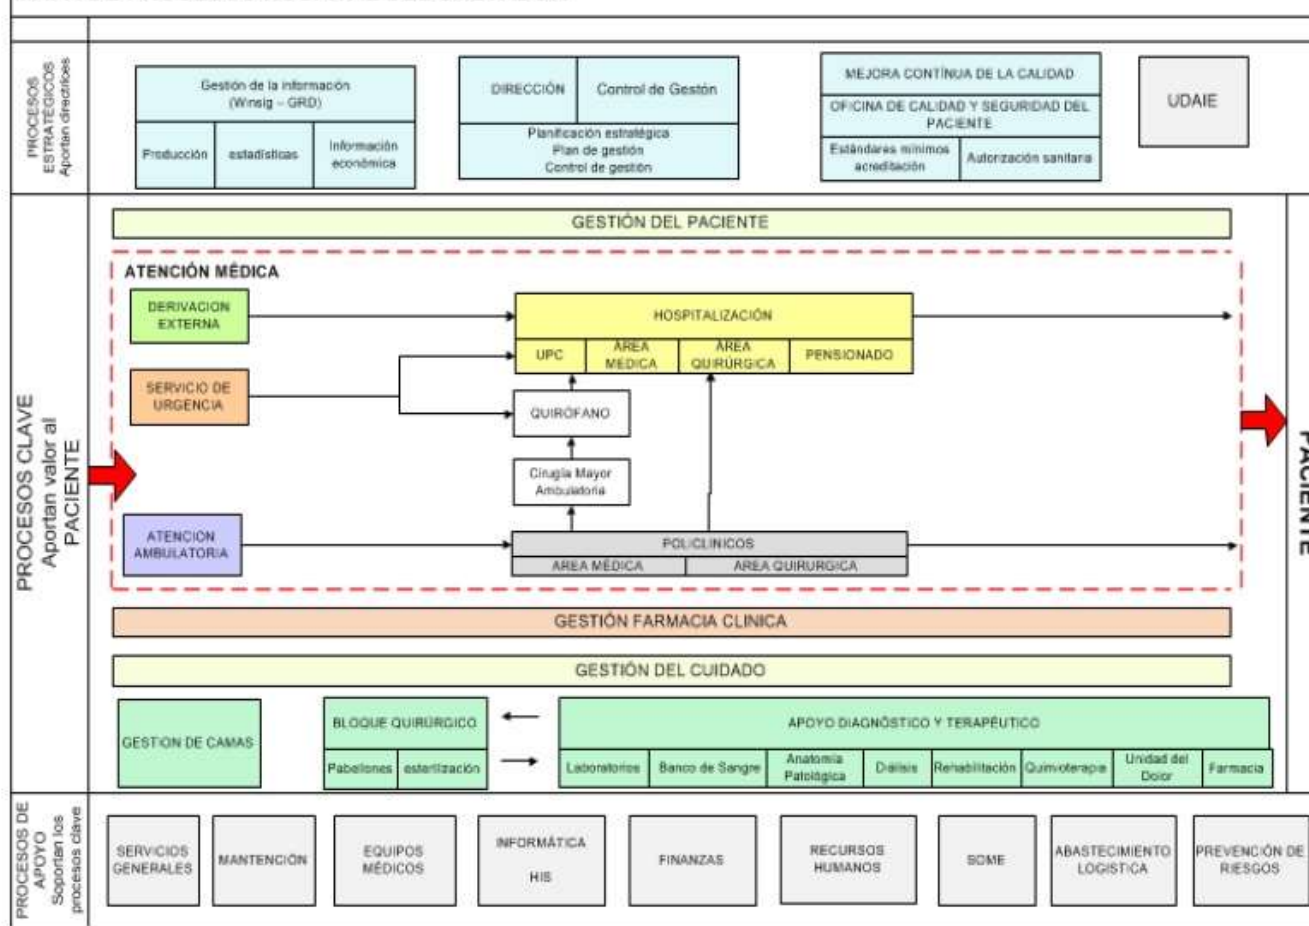 PROCESOS
ESTRATÉGICOS
Aportan directrices
Gestión de la información
(Winsig – GRD)
Producción
estadísticas
Información
económica
DIRECCIÓN
Control de Gestón
Planificación estratégica
Plan de gestión
Control de gestión
MEJORA CONTÍNUA DE LA CALIDAD
OFICINA DE CALIDAD Y SEGURIDAD DEL
PACIENTE
Estándares mínimos
acreditación
Autorización sanitaria
UDAIE
PROCESOS CLAVE
Aportan valor al
PACIENTE
GESTIÓN DEL PACIENTE
ATENCIÓN MÉDICA
DERIVACION
EXTERNA
HOSPITALIZACIÓN
UPC
ÁREA
MÉDICA
ÁREA
QUIRÚRGICA
PENSIONADO
SERVICIO DE
URGENCIA
QUIRÓFANO
Cirugía Mayor
Ambulatoria
ATENCION
AMBULATORIA
POLICLINICOS
AREA MÉDICA
AREA QUIRURGICA
PACIENTE
GESTIÓN FARMACIA CLINICA
GESTIÓN DEL CUIDADO
GESTION DE CAMAS
BLOQUE QUIRÚRGICO
Pabellones
esterilización
APOYO DIAGNÓSTICO Y TERAPÉUTICO
Laboratorios
Banco de Sangre
Anatomía
Patológica
Diálisis
Rehabilitación
Quimioterapia
Unidad del
Dolor
Farmacia
PROCESOS DE
APOYO
Soportan los
procesos clave
SERVICIOS
GENERALES
MANTENCIÓN
EQUIPOS
MÉDICOS
INFORMÁTICA
HIS
FINANZAS
RECURSOS
HUMANOS
SOME
ABASTECIMIENTO
LOGISTICA
PREVENCIÓN DE
RIESGOS